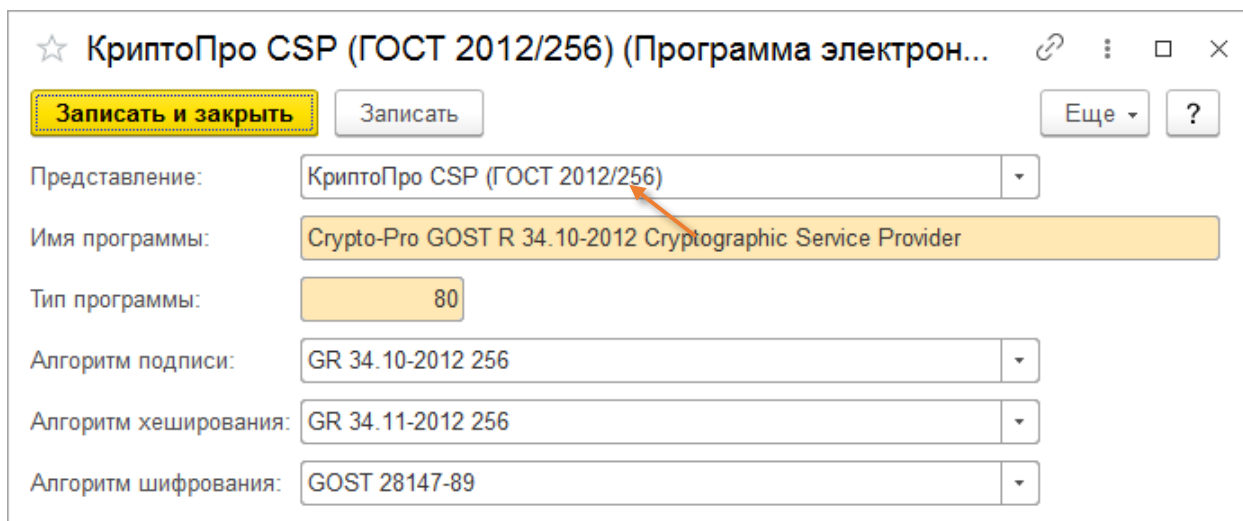 КриптоПро CSP (ГОСТ 2012/256) (Программа электрон...
Записать и закрыть Записать Еще ?
Представление: КриптоПро CSP (ГОСТ 2012/256)
Имя программы: Crypto-Pro GOST R 34.10-2012 Cryptographic Service Provider
Тип программы: 80
Алгоритм подписи: GR 34.10-2012 256
Алгоритм хеширования: GR 34.11-2012 256
Алгоритм шифрования: GOST 28147-89